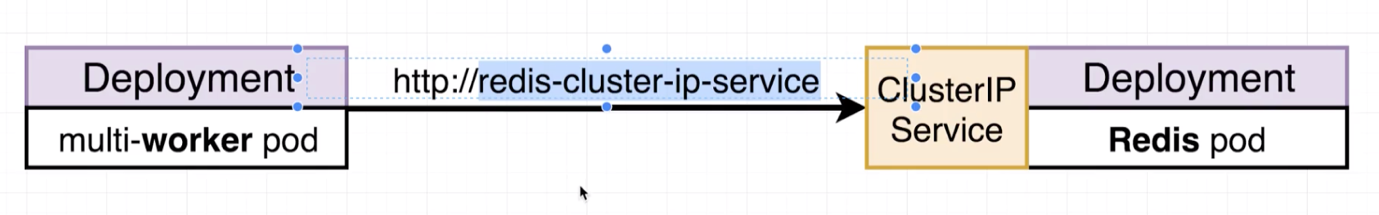 Deployment
multi-worker pod
http://redis-cluster-ip-service
ClusterIP
Service
Deployment
Redis pod